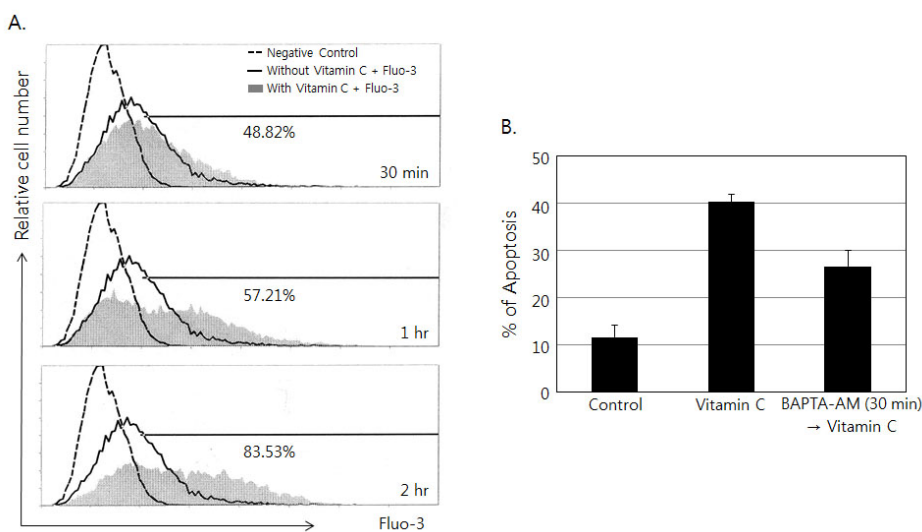 A.
Relative cell number
Negative Control
Without Vitamin C + Fluo-3
With Vitamin C + Fluo-3
48.82%
30 min
57.21%
1 hr
83.53%
2 hr
Fluo-3
B.
% of Apoptosis
50
40
30
20
10
0
Control
Vitamin C
BAPTA-AM (30 min)
→ Vitamin C